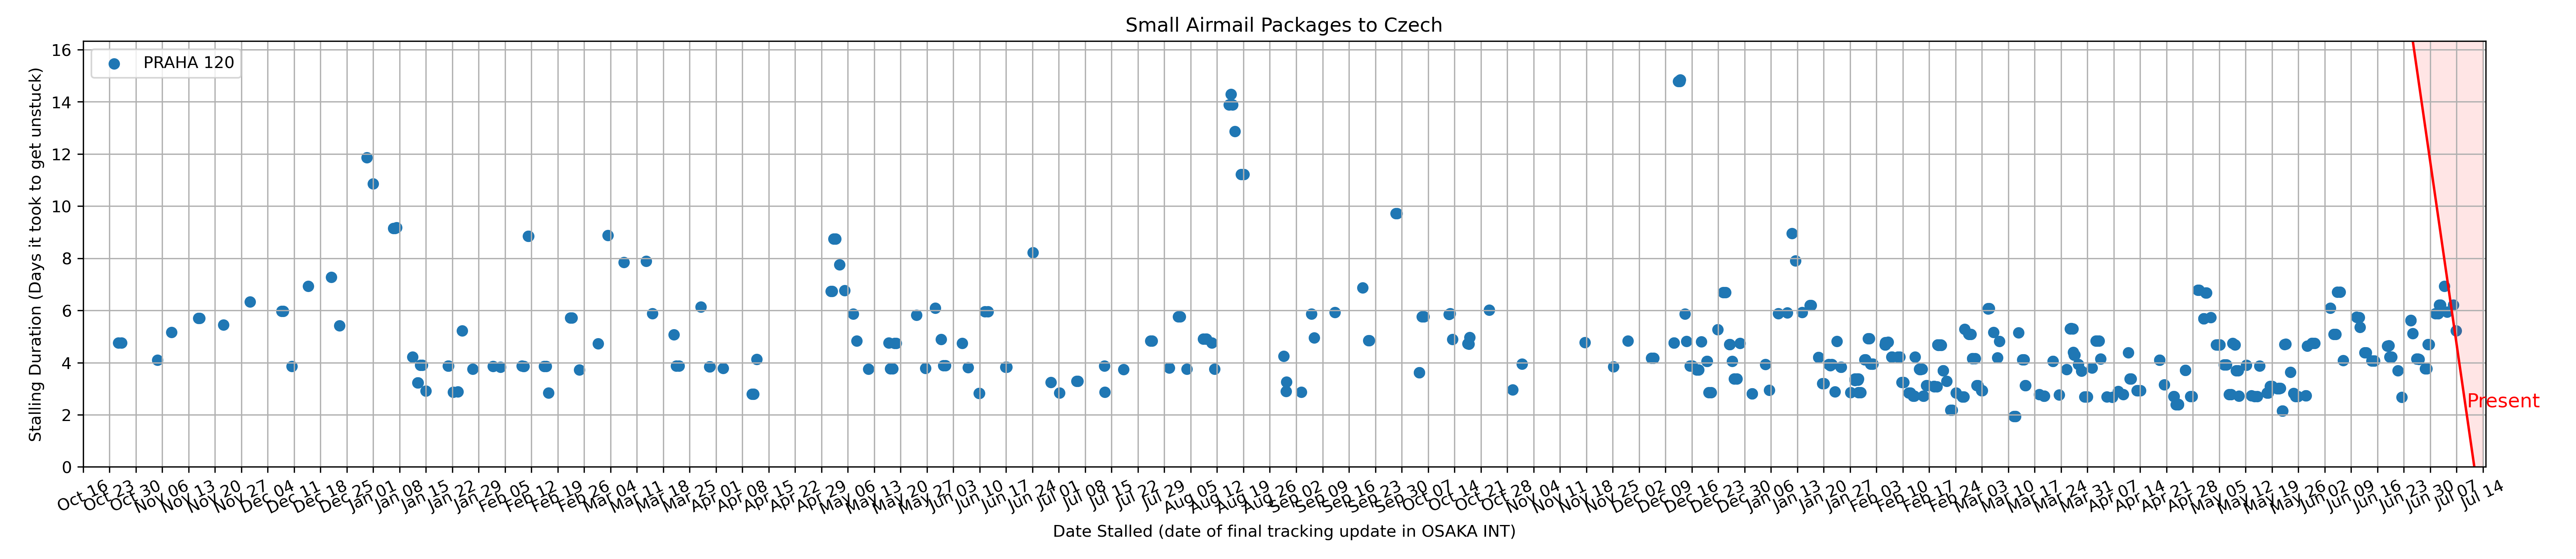 Small Airmail Packages to Czech
PRAHA 120
16
14
12
10
8
6
4
2
0
Stalling Duration (Days it took to get unstuck)
Present
Oct 16
Oct 23
Oct 30
Nov 06
Nov 13
Nov 20
Nov 27
Dec 04
Dec 11
Dec 18
Dec 25
Jan 01
Jan 08
Jan 15
Jan 22
Jan 29
Feb 05
Feb 12
Feb 19
Feb 26
Mar 04
Mar 11
Mar 18
Mar 25
Apr 01
Apr 08
Apr 15
Apr 22
Apr 29
May 06
May 13
May 20
May 27
Jun 03
Jun 10
Jun 17
Jun 24
Jul 01
Jul 08
Jul 15
Jul 22
Jul 29
Aug 05
Aug 12
Aug 19
Aug 26
Sep 02
Sep 09
Sep 16
Sep 23
Sep 30
Oct 07
Oct 14
Oct 21
Oct 28
Nov 04
Nov 11
Nov 18
Nov 25
Dec 02
Dec 09
Dec 16
Dec 23
Dec 30
Jan 06
Jan 13
Jan 20
Jan 27
Feb 03
Feb 10
Feb 17
Feb 24
Mar 03
Mar 10
Mar 17
Mar 24
Mar 31
Apr 07
Apr 14
Apr 21
Apr 28
May 05
May 12
May 19
May 26
Jun 02
Jun 09
Jun 16
Jun 23
Jun 30
Jul 07
Jul 14
Date Stalled (date of final tracking update in OSAKA INT)